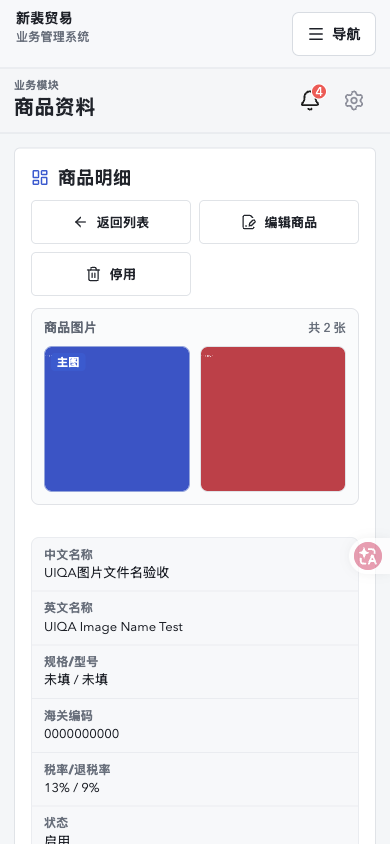 新裴贸易
业务管理系统
导航
业务模块
商品资料
4
商品明细
返回列表
编辑商品
停用
商品图片
共 2 张
主图
中文名称
UIQA图片文件名验收
英文名称
UIQA Image Name Test
规格/型号
未填 / 未填
海关编码
0000000000
税率/退税率
13% / 9%
状态
启用